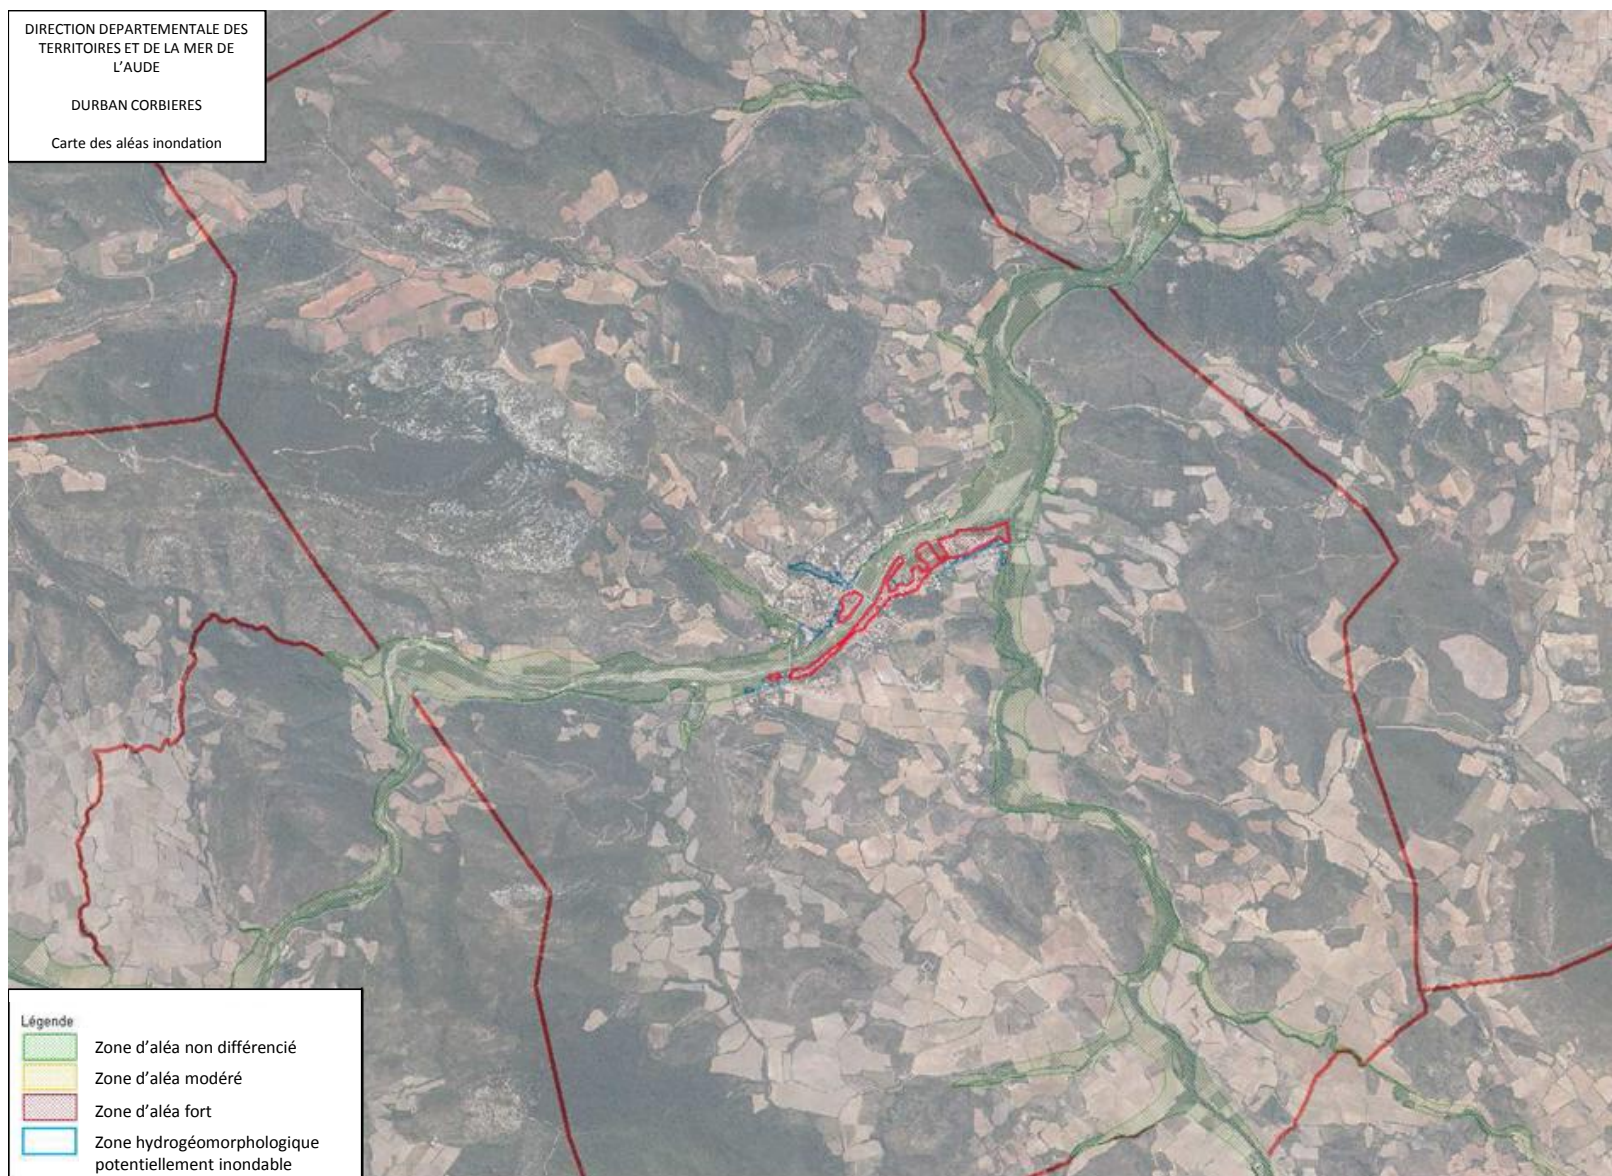 DIRECTION DEPARTEMENTALE DES
TERRITOIRES ET DE LA MER DE
L’AUDE
DURBAN CORBIERES
Carte des aléas inondation
Légende
Zone d’aléa non différencié
Zone d’aléa modéré
Zone d’aléa fort
Zone hydrogéomorphologique
potentiellement inondable